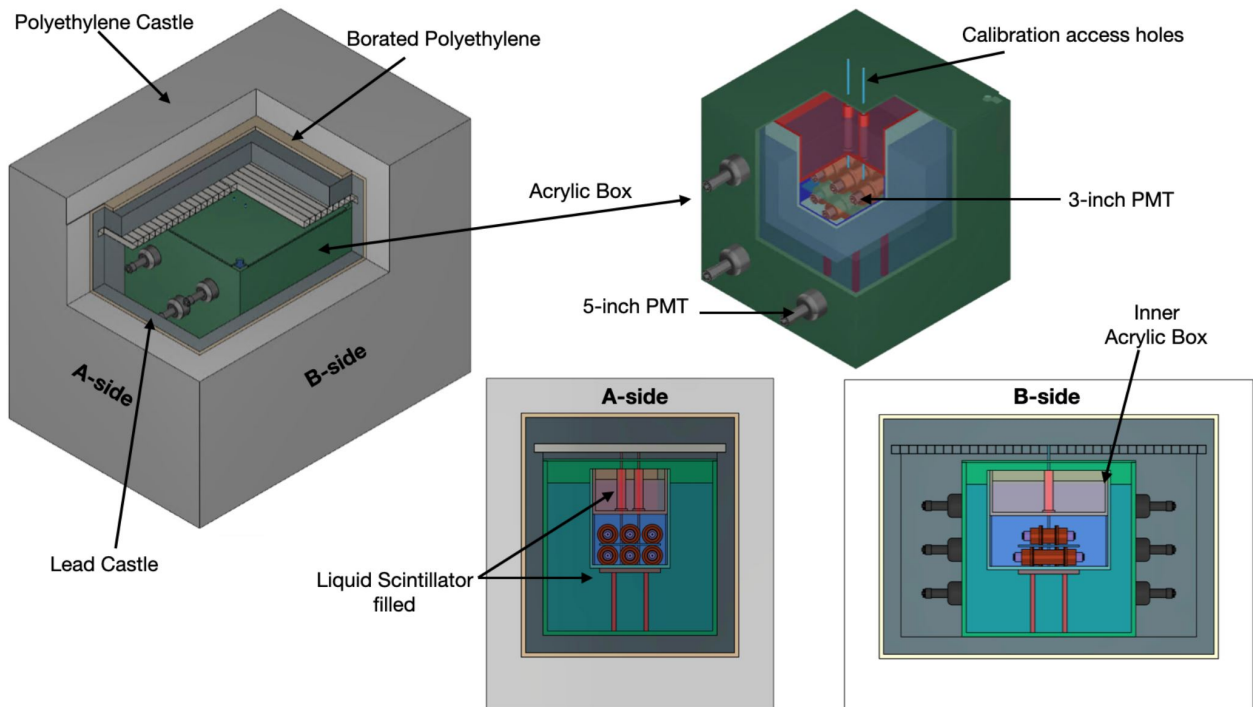 Polyethylene Castle
Borated Polyethylene
Calibration access holes
Acrylic Box
3-inch PMT
5-inch PMT
Inner
Acrylic Box
A-side
B-side
A-side
B-side
Lead Castle
Liquid Scintillator
filled